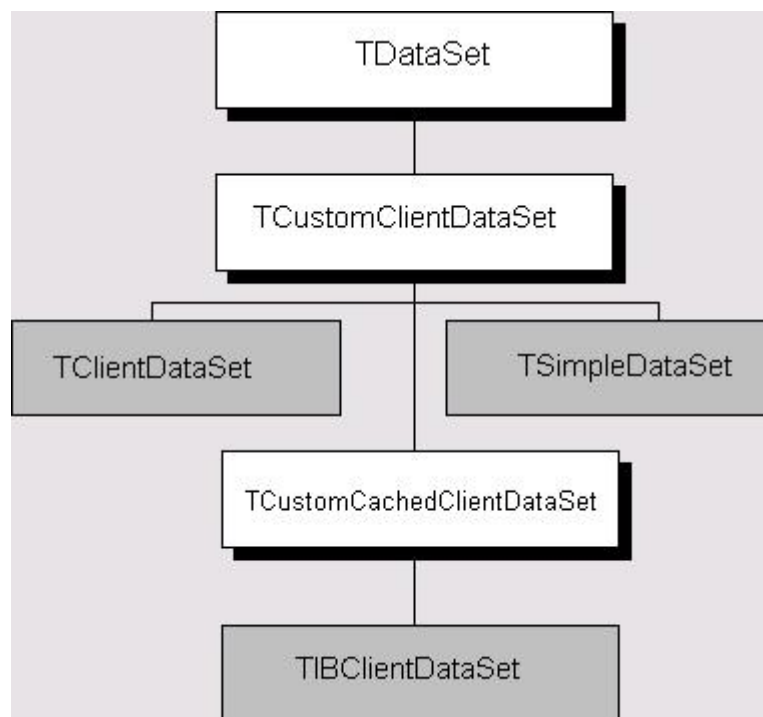 TDataSet
TCustomClientDataSet
TClientDataSet
TSimpleDataSet
TCustomCachedClientDataSet
TIBClientDataSet